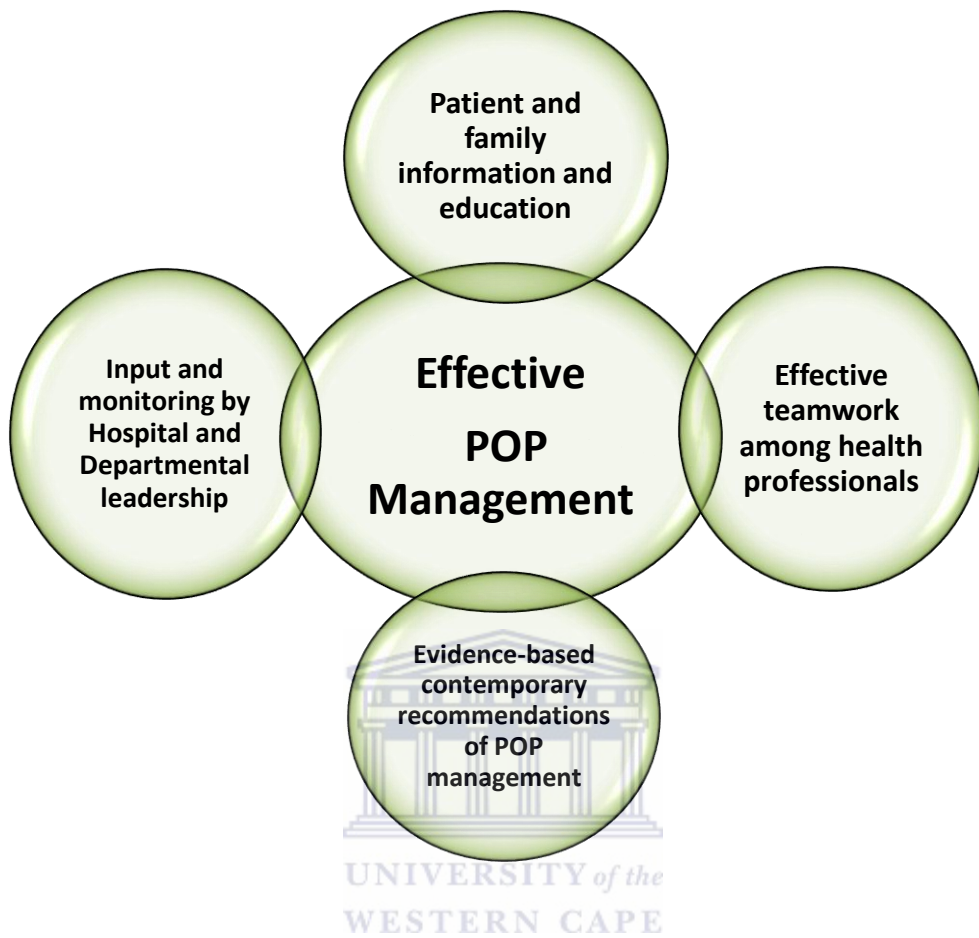 Patient and
family
information and
education
Input and
monitoring by
Hospital and
Departmental
leadership
Effective
POP
Management
Effective
teamwork
among health
professionals
Evidence-based
contemporary
recommendations
of POP
management
UNIVERSITY of the
WESTERN CAPE